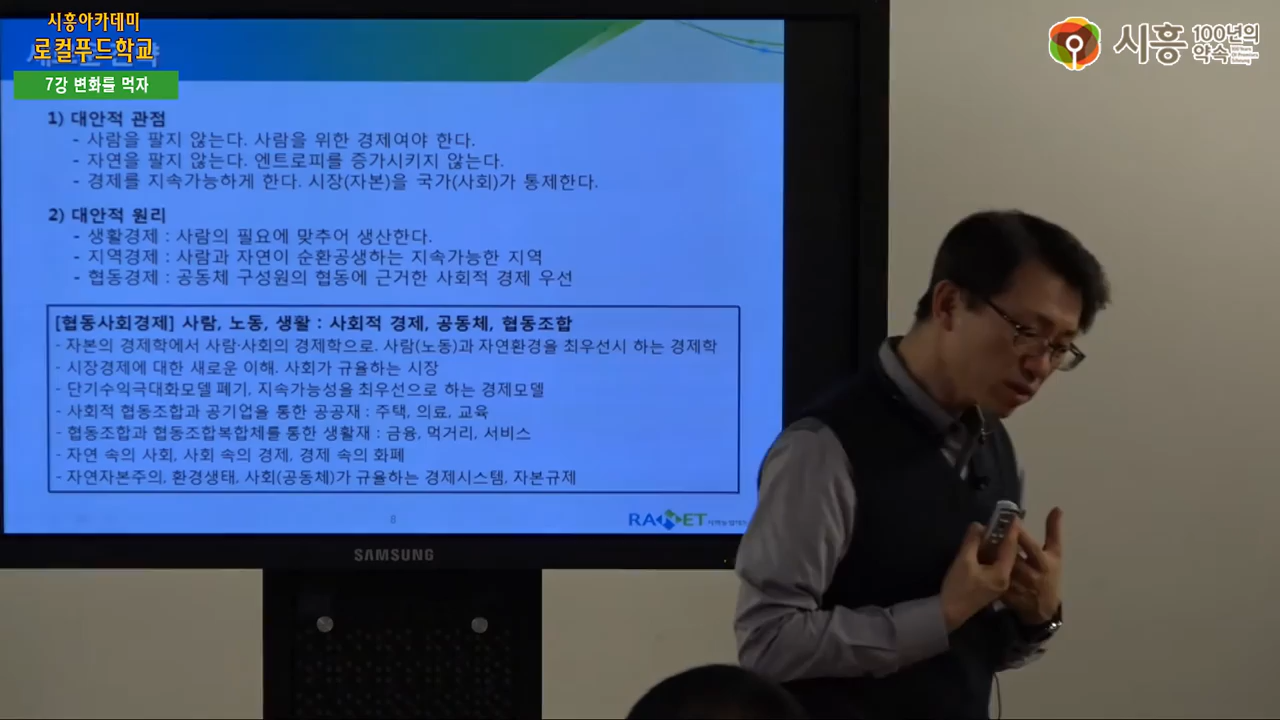 시흥아카데미
로컬푸드학교
7강 변화를 먹자
시흥 100년의 약속
1) 대안적 관점
- 사람을 팔지 않는다. 사람을 위한 경제여야 한다.
- 자연을 팔지 않는다. 엔트로피를 증가시키지 않는다.
- 경제를 지속가능하게 한다. 시장(자본)을 국가(사회)가 통제한다.
2) 대안적 원리
- 생활경제 : 사람의 필요에 맞추어 생산한다.
- 지역경제 : 사람과 자연이 순환공생하는 지속가능한 지역
- 협동경제 : 공동체 구성원의 협동에 근거한 사회적 경제 우선
[협동사회경제] 사람, 노동, 생활 : 사회적 경제, 공동체, 협동조합
- 자본의 경제학에서 사람·사회의 경제학으로. 사람(노동)과 자연환경을 최우선시 하는 경제학
- 시장경제에 대한 새로운 이해. 사회가 규율하는 시장
- 단기수익극대화모델 폐기, 지속가능성을 최우선으로 하는 경제모델
- 사회적 협동조합과 공기업을 통한 공공재 : 주택, 의료, 교육
- 협동조합과 협동조합복합체를 통한 생활재 : 금융, 먹거리, 서비스
- 자연 속의 사회, 사회 속의 경제, 경제 속의 화폐
- 자연자본주의, 환경생태, 사회(공동체)가 규율하는 경제시스템, 자본규제
8
SAMSUNG